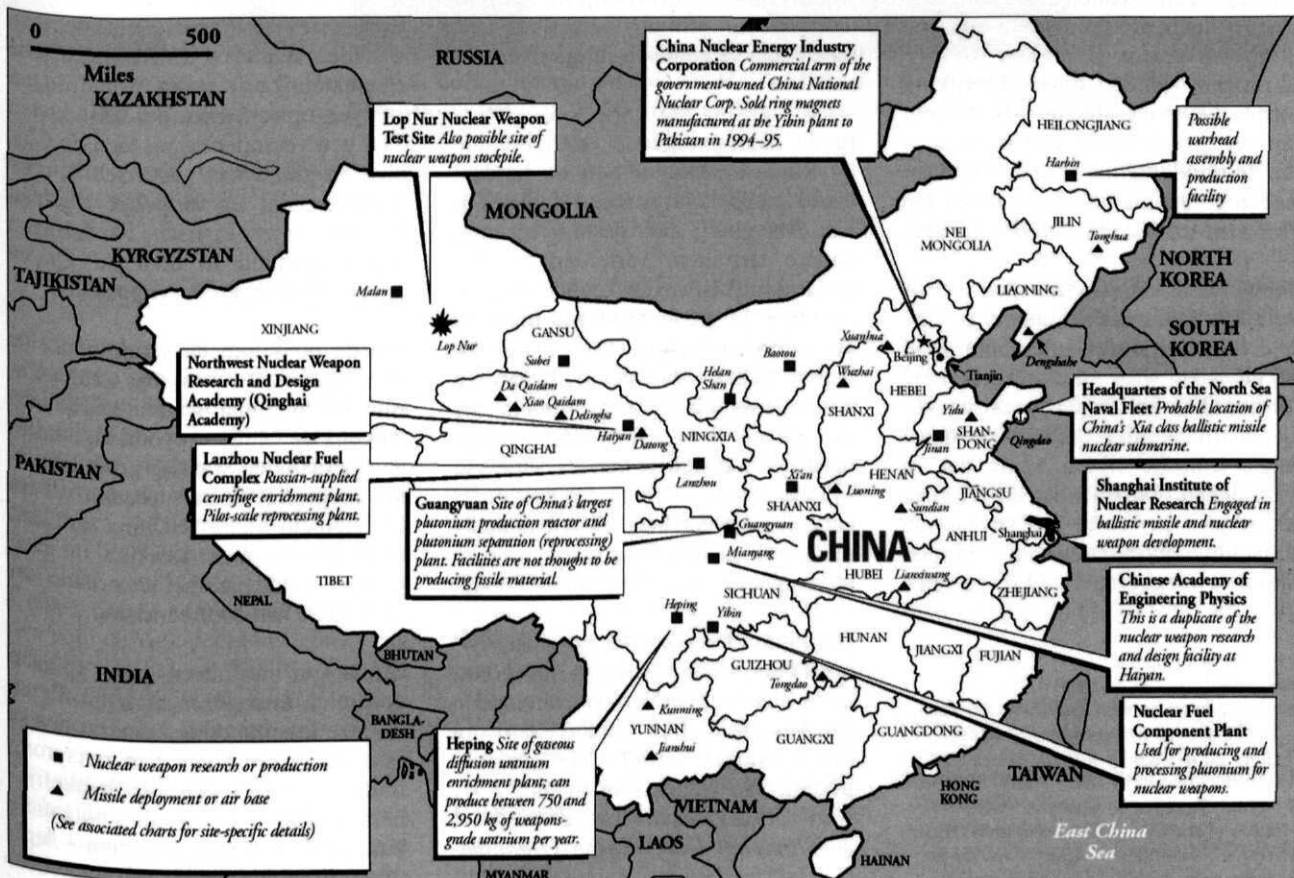 0 500
Miles
KAZAKHSTAN
RUSSIA
China Nuclear Energy Industry
Corporation Commercial arm of the
government-owned China National
Nuclear Corp. Sold ring magnets
manufactured at the Yibin plant to
Pakistan in 1994–95.
Lop Nur Nuclear Weapon
Test Site Also possible site of
nuclear weapon stockpile.
HEILONGJIANG
Harbin
Possible
warhead
assembly and
production
facility
MONGOLIA
NEI
MONGOLIA
JILIN
Tonghua
KYRGYZSTAN
TAJIKISTAN
NORTH
KOREA
LIAONING
Malan
XINJIANG
Lop Nur
GANSU
Subei
SOUTH
KOREA
Xuanhua
Beijing
Baotou
Helan
Shan
Wuzhai
Tianjin
Dengshahe
HEBEI
SHANXI
Northwest Nuclear Weapon
Research and Design
Academy (Qinghai
Academy)
Da Qaidam
Xiao Qaidam
Delingha
Haiyan
Datong
QINGHAI
NINGXIA
Yidu
SHAN-
DONG
Jinan
Qingdao
Headquarters of the North Sea
Naval Fleet Probable location of
China's Xia class ballistic missile
nuclear submarine.
PAKISTAN
Lanzhou Nuclear Fuel
Complex Russian-supplied
centrifuge enrichment plant.
Pilot-scale reprocessing plant.
Lanzhou
Xi'an
SHAANXI
HENAN
Luoning
Sundian
JIANGSU
ANHUI
Shanghai
Shanghai Institute of
Nuclear Research Engaged in
ballistic missile and nuclear
weapon development.
Guangyuan Site of China's largest
plutonium production reactor and
plutonium separation (reprocessing)
plant. Facilities are not thought to be
producing fissile material.
Guangyuan
Mianyang
CHINA
HUBEI
Lianxiwang
ZHEJIANG
TIBET
NEPAL
SICHUAN
Heping
Yibin
HUNAN
JIANGXI
FUJIAN
Chinese Academy of
Engineering Physics
This is a duplicate of the
nuclear weapon research
and design facility at
Haiyan.
BHUTAN
INDIA
GUIZHOU
Tongdao
BANGLA-
DESH
Kunming
YUNNAN
Jianshui
GUANGXI
GUANGDONG
Nuclear Fuel
Component Plant
Used for producing and
processing plutonium for
nuclear weapons.
TAIWAN
Heping Site of gaseous
diffusion uranium
enrichment plant; can
produce between 750 and
2,950 kg of weapons-
grade uranium per year.
Nuclear weapon research or production
Missile deployment or air base
(See associated charts for site-specific details)
HONG
KONG
VIETNAM
LAOS
MYANMAR
HAINAN
East China
Sea